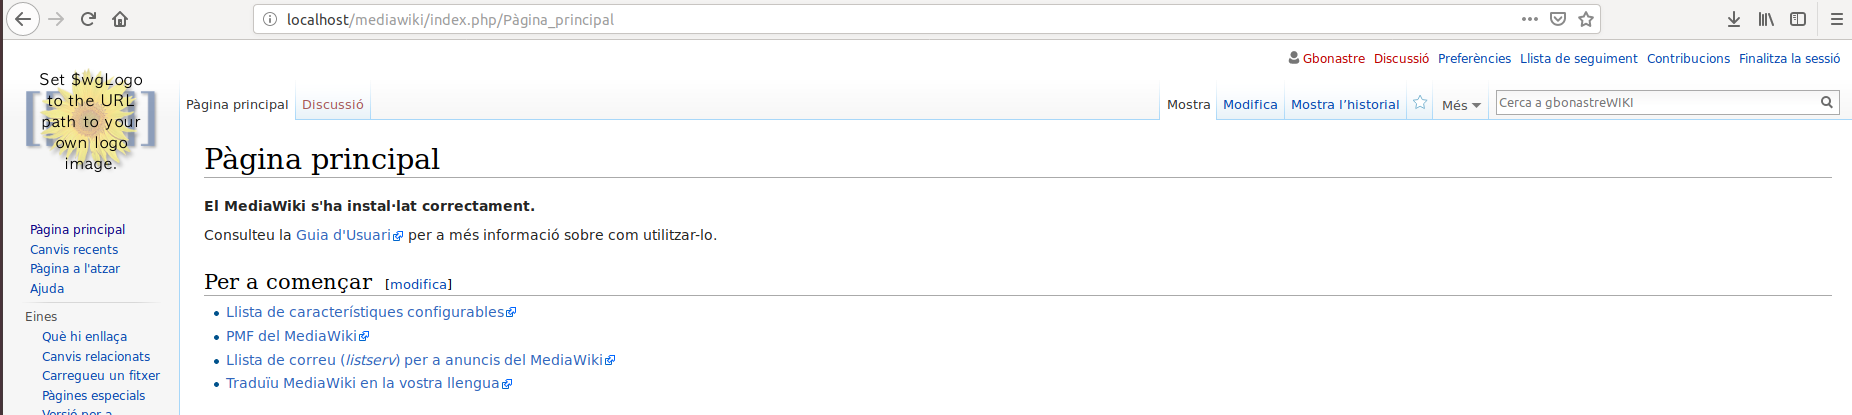 localhost/mediawiki/index.php/Pàgina_principal
Gbonastre Discussió Preferències Llista de seguiment Contribucions Finalitza la sessió
Set $wgLogo
to the URL
path to your
own logo
image.
Pàgina principal Discussió
Mostra Modifica Mostra l’historial Més Cerca a gbonastreWIKI
Pàgina principal
El MediaWiki s'ha instal·lat correctament.
Consulteu la Guia d'Usuari per a més informació sobre com utilitzar-lo.
Per a començar [modifica]
Llista de característiques configurables
PMF del MediaWiki
Llista de correu (listserv) per a anuncis del MediaWiki
Traduïu MediaWiki en la vostra llengua
Pàgina principal
Canvis recents
Pàgina a l'atzar
Ajuda
Eines
Què hi enllaça
Canvis relacionats
Carregueu un fitxer
Pàgines especials
Versió per a